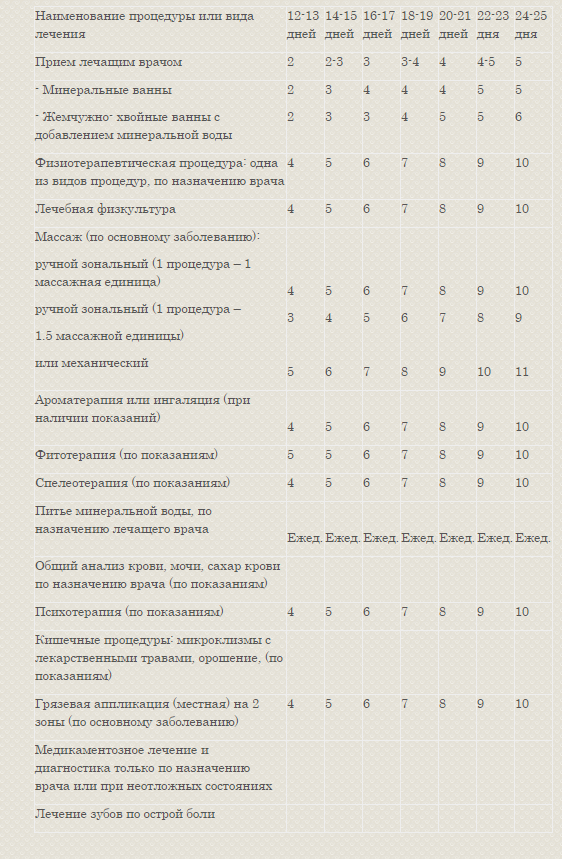 Наименование процедуры или вида 12-13 14-15 16-17 18-19 20-21 22-23 24-25
лечения дней дней дней дней дней дня дня
Прием лечащим врачом 2 2-3 3 3-4 4 4-5 5
- Минеральные ванны 2 3 4 4 4 5 5
- Жемчужно- хвойные ванны с 2 3 3 4 5 5 6
добавлением минеральной воды
Физиотерапевтическая процедура: одна 4 5 6 7 8 9 10
из видов процедур, по назначению врача
Лечебная физкультура 4 5 6 7 8 9 10
Массаж (по основному заболеванию):
ручной зональный (1 процедура – 1
массажная единица) 4 5 6 7 8 9 10
ручной зональный (1 процедура – 3 4 5 6 7 8 9
1.5 массажной единицы)
или механический 5 6 7 8 9 10 11
Ароматерапия или ингаляция (при
наличии показаний) 4 5 6 7 8 9 10
Фитотерапия (по показаниям) 5 5 6 7 8 9 10
Спелеотерапия (по показаниям) 4 5 6 7 8 9 10
Питье минеральной воды, по
назначению лечащего врача Ежед. Ежед. Ежед. Ежед. Ежед. Ежед. Ежед.
Общий анализ крови, мочи, сахар крови
по назначению врача (по показаниям)
Психотерапия (по показаниям) 4 5 6 7 8 9 10
Кишечные процедуры: микроклизмы с
лекарственными травами, орошение, (по
показаниям)
Грязевая аппликация (местная) на 2 4 5 6 7 8 9 10
зоны (по основному заболеванию)
Медикаментозное лечение и
диагностика только по назначению
врача или при неотложных состояниях
Лечение зубов по острой боли